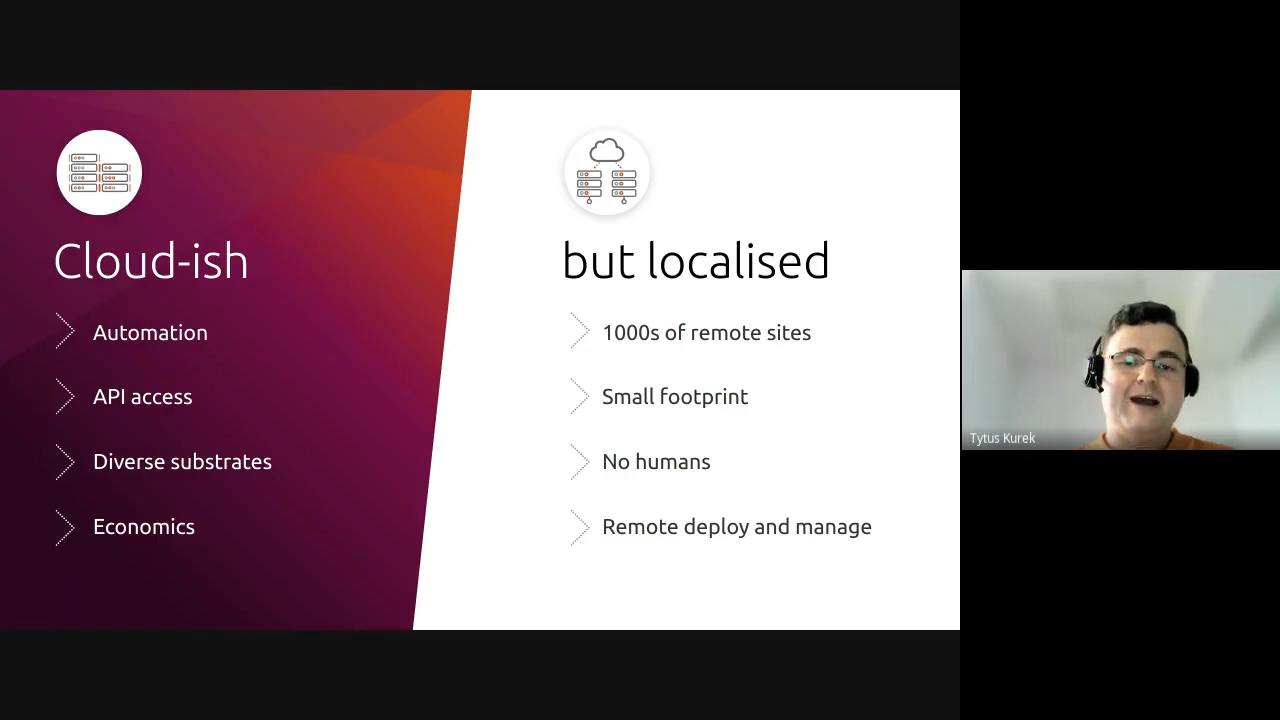 Cloud-ish
Automation
API access
Diverse substrates
Economics
but localised
1000s of remote sites
Small footprint
No humans
Remote deploy and manage
Tytus Kurek